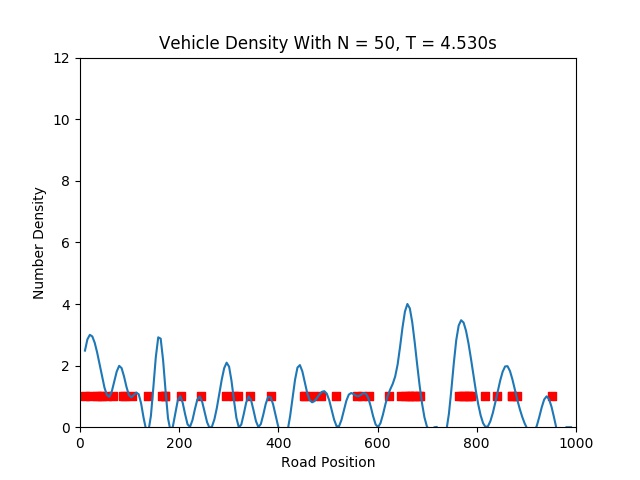 Vehicle Density With N = 50, T = 4.530s
12
10
8
6
4
2
0
Number Density
0 200 400 600 800 1000
Road Position